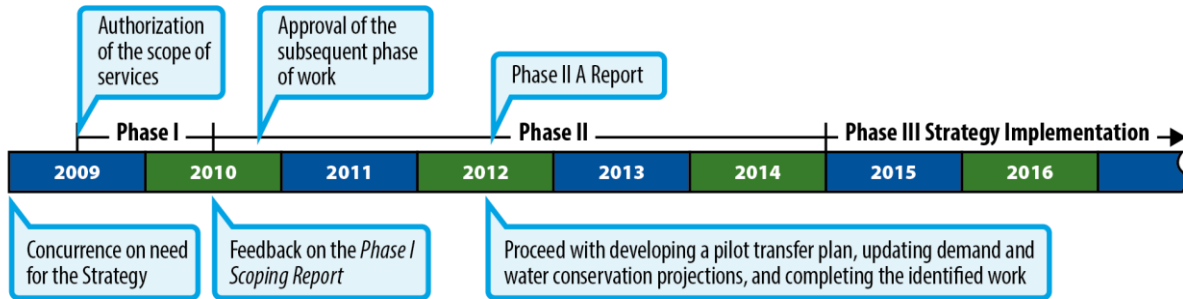 Authorization
of the scope of
services
Approval of the
subsequent phase
of work
Phase II A Report
Phase I
Phase II
Phase III Strategy Implementation
2009
2010
2011
2012
2013
2014
2015
2016
Concurrence on need
for the Strategy
Feedback on the Phase I
Scoping Report
Proceed with developing a pilot transfer plan, updating demand and
water conservation projections, and completing the identified work